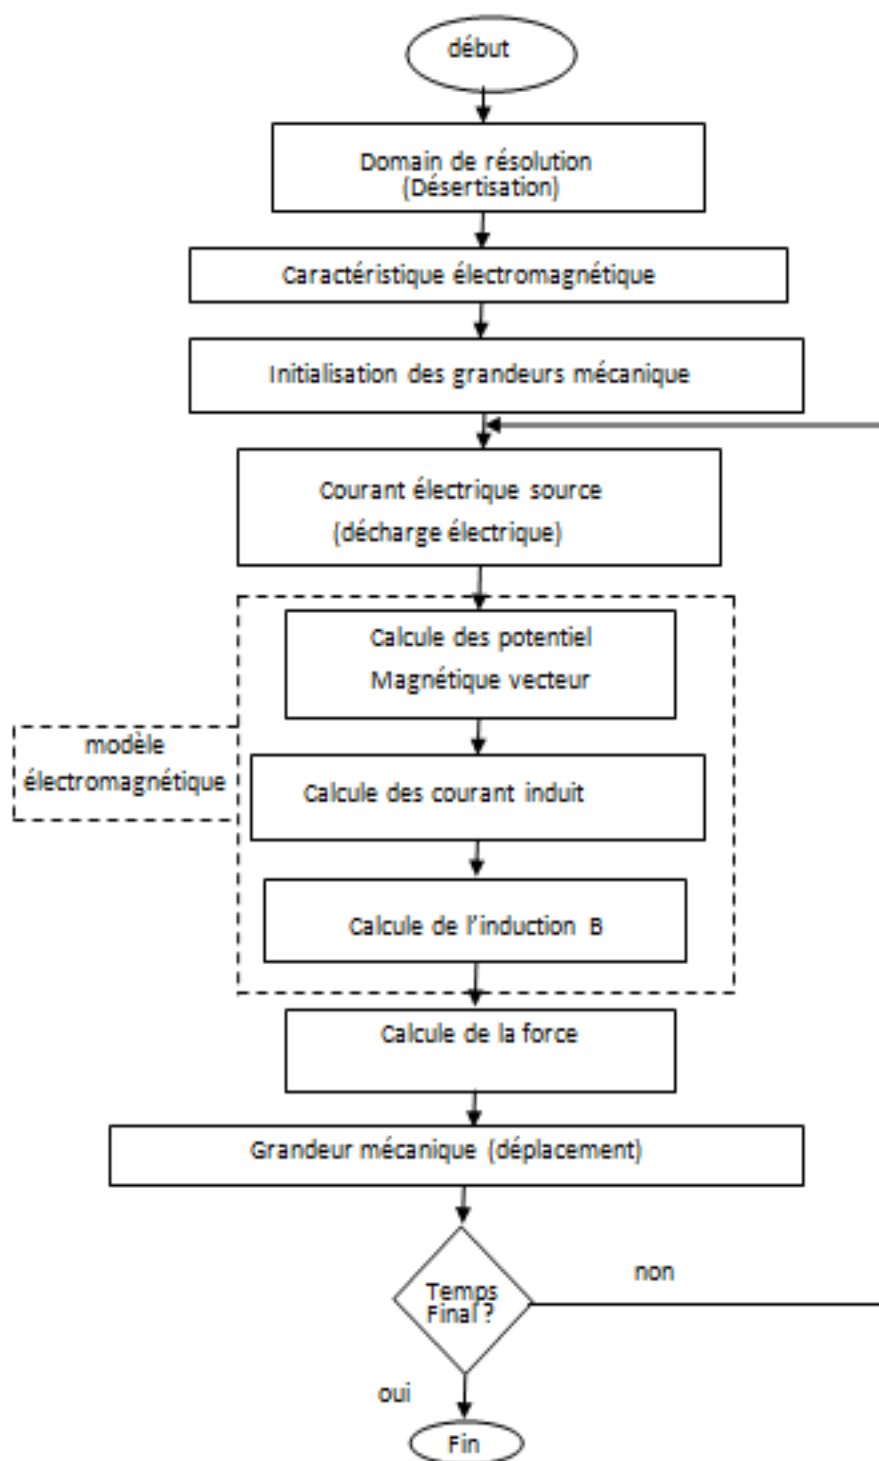 début
Domain de résolution
(Désertisation)
Caractéristique électromagnétique
Initialisation des grandeurs mécanique
Courant électrique source
(décharge électrique)
Calcule des potentiel
Magnétique vecteur
modèle
électromagnétique
Calcule des courant induit
Calcule de l'induction B
Calcule de la force
Grandeur mécanique (déplacement)
Temps
Final ?
non
oui
Fin